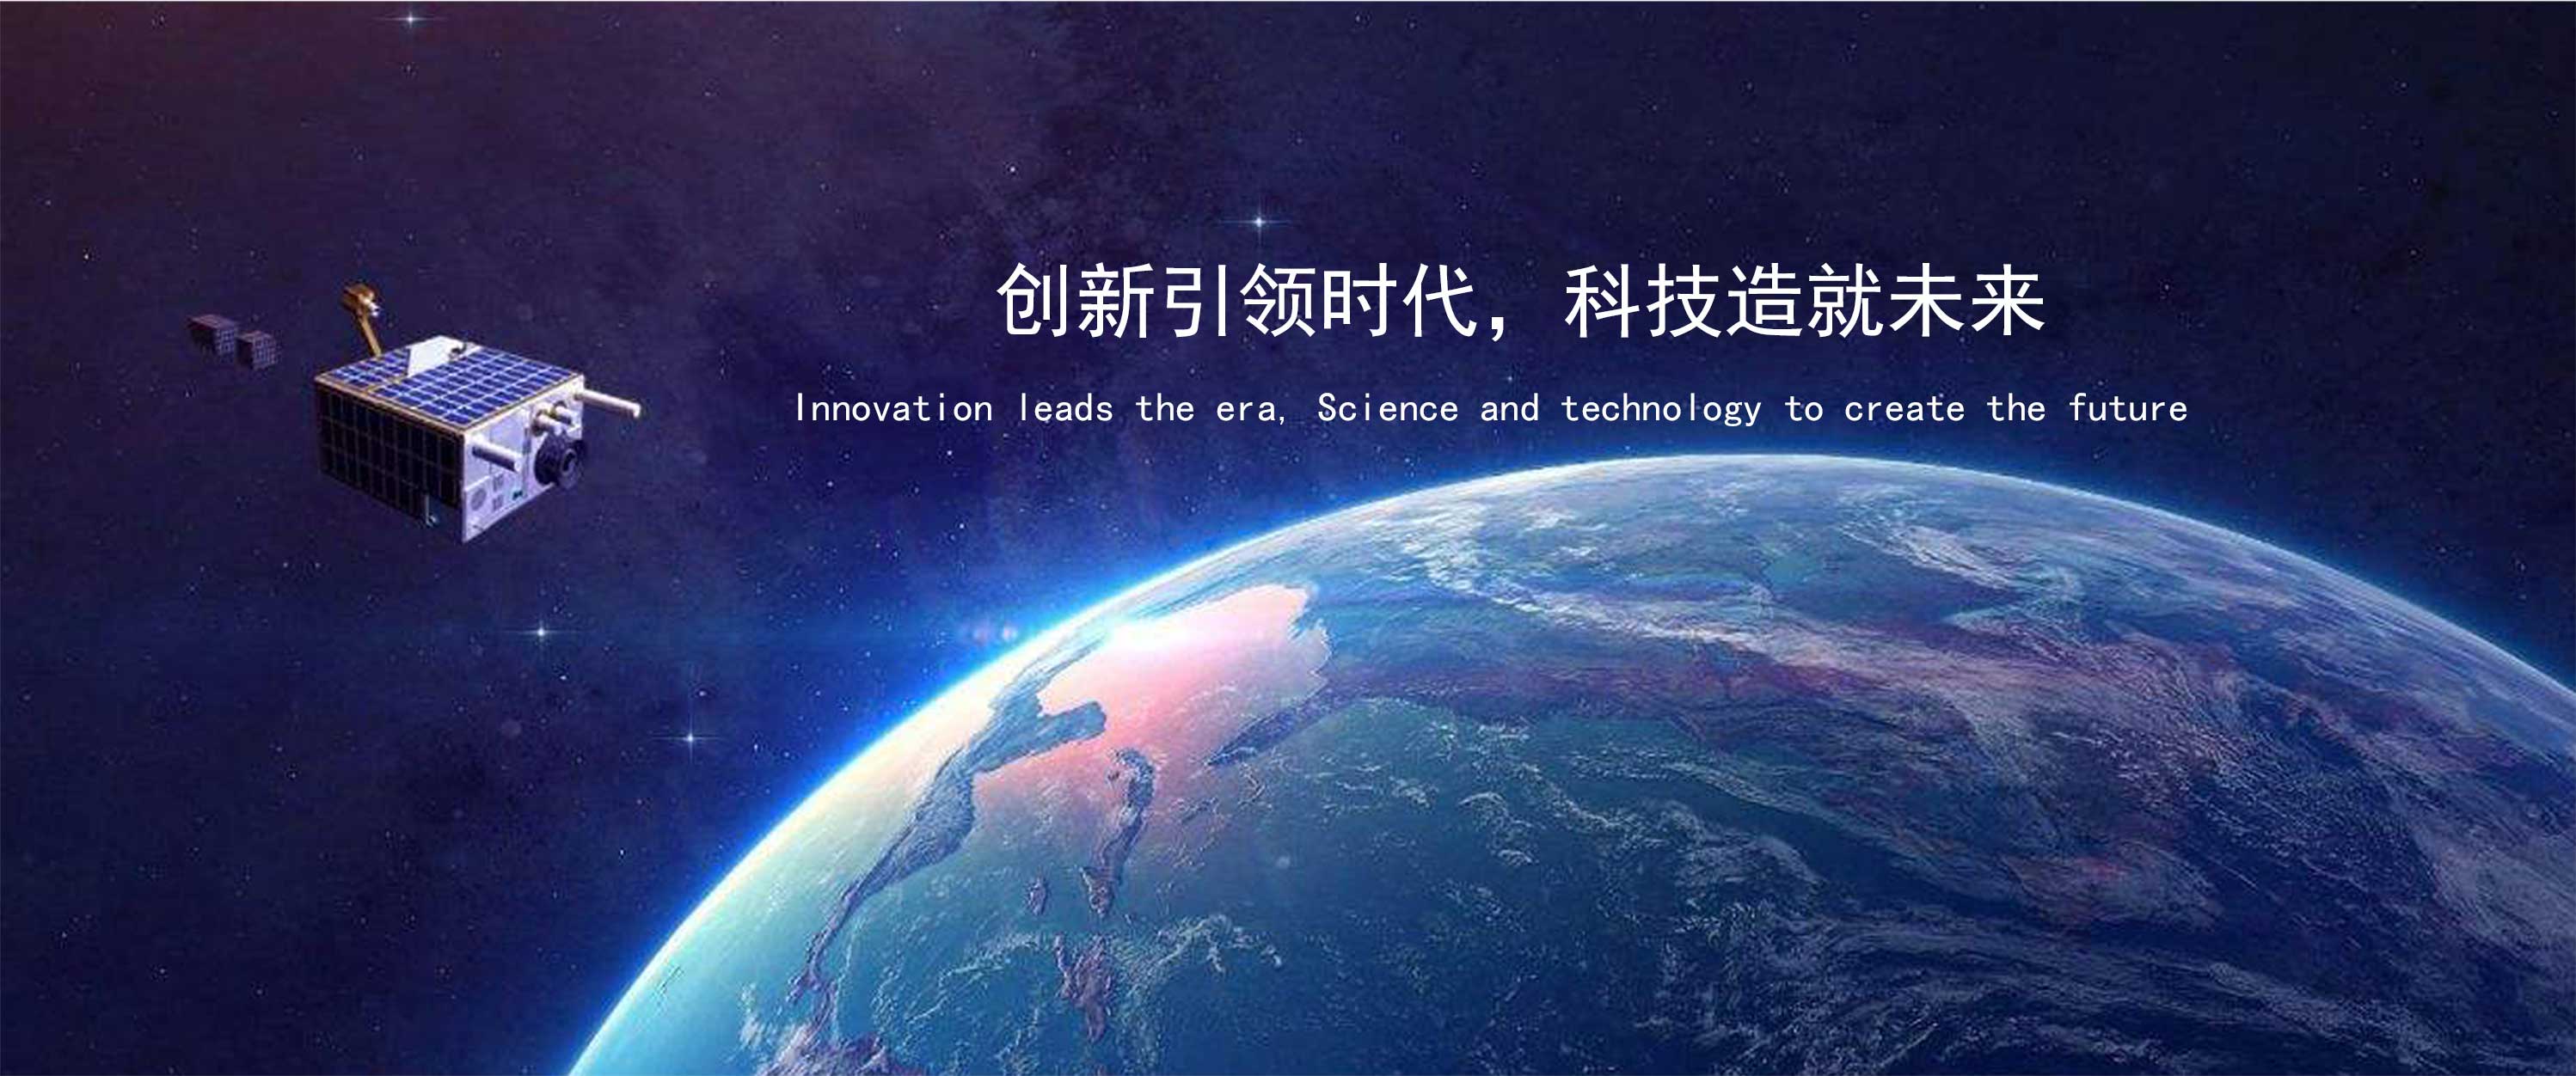 创新引领时代，科技造就未来
Innovation leads the era, Science and technology to create the future